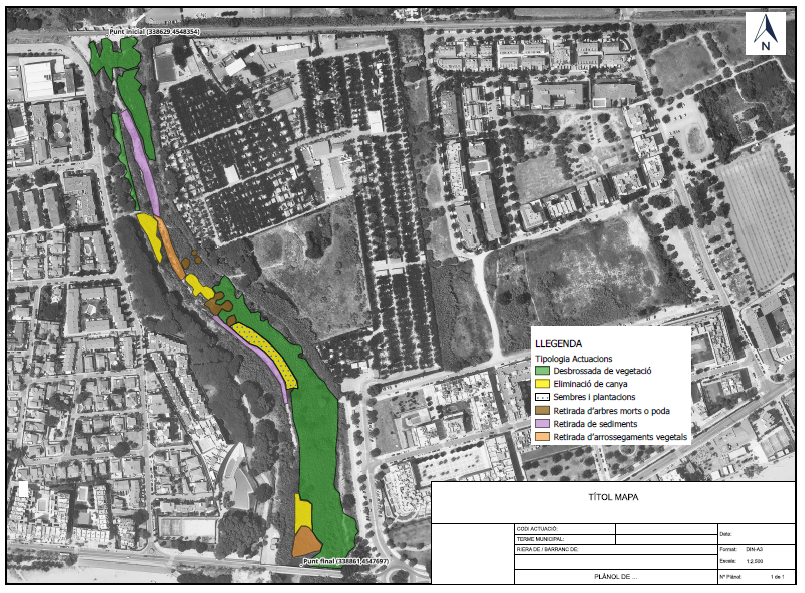 Punt inicial (338629,4548354)
N
LLEGENDA
Tipologia Actuacions
Desbrossada de vegetació
Eliminació de canya
Sembres i plantacions
Retirada d'arbres morts o poda
Retirada de sediments
Retirada d'arrossegaments vegetals
TÍTOL MAPA
CODI ACTUACIÓ:
TERME MUNICIPAL:
Data:
RIERA DE / BARRANC DE:
Format: DIN-A3
Escala: 1:2.500
PLÀNOL DE ...
Nº Plànol: 1 de 1
Punt final (338861,4547697)